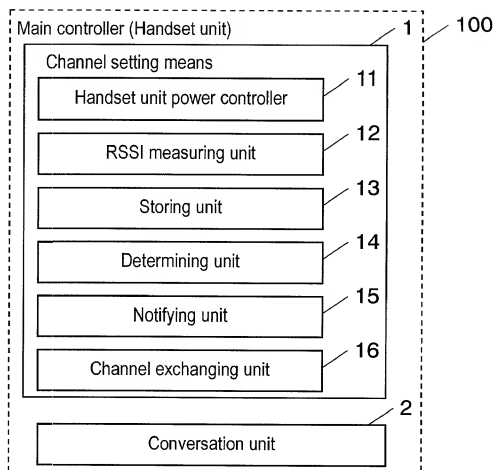 Main controller (Handset unit)
1
100
Channel setting means
11
Handset unit power controller
12
RSSI measuring unit
13
Storing unit
14
Determining unit
15
Notifying unit
16
Channel exchanging unit
2
Conversation unit